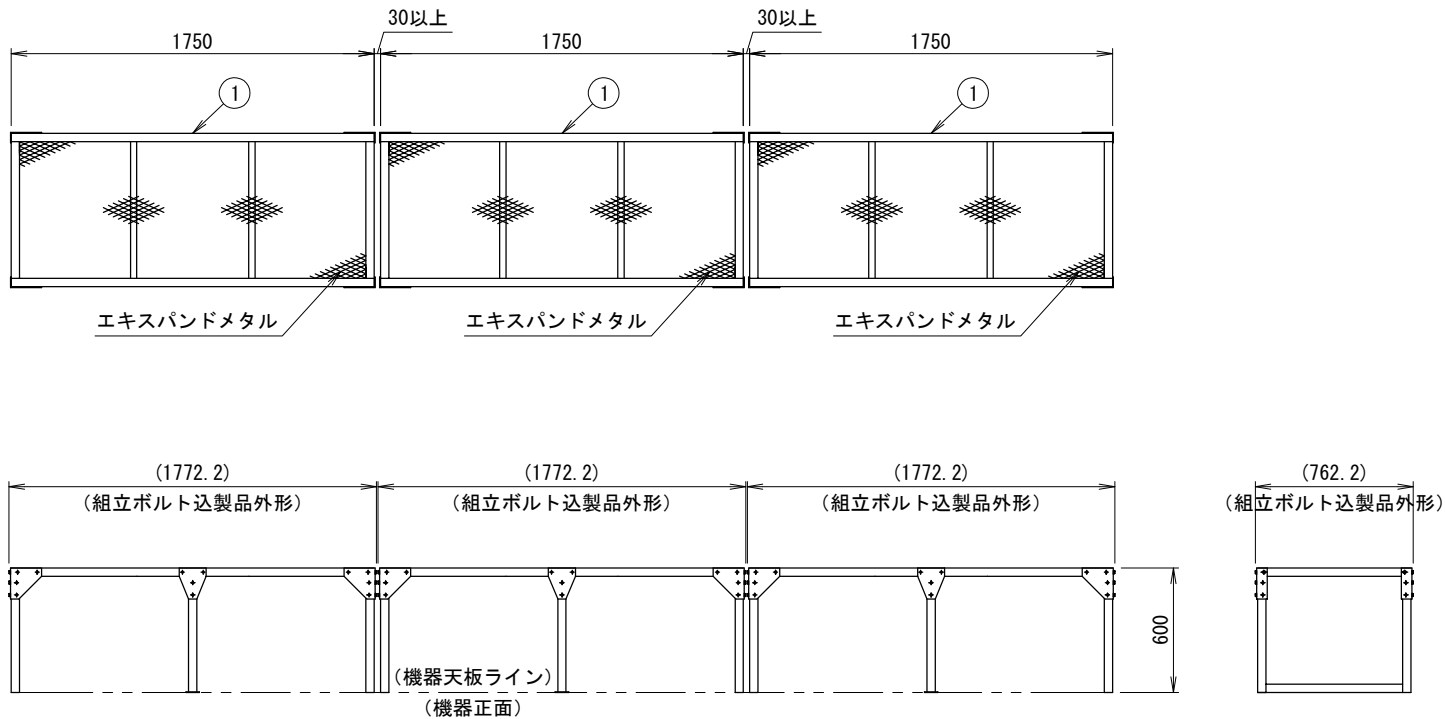 30以上
30以上
1750
1750
1750
1
1
1
エキスパンドメタル
エキスパンドメタル
エキスパンドメタル
(1772.2)
(1772.2)
(1772.2)
(762.2)
(組立ボルト込製品外形)
(組立ボルト込製品外形)
(組立ボルト込製品外形)
(組立ボルト込製品外形)
600
(機器天板ライン)
(機器正面)